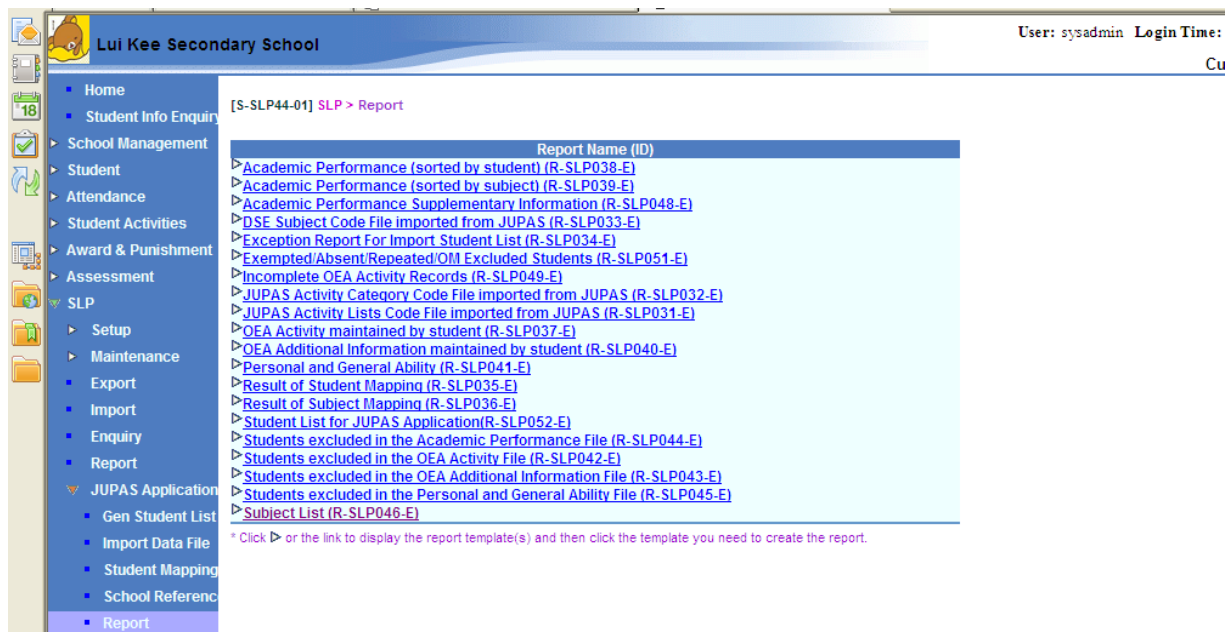 Lui Kee Secondary School
User: sysadmin Login Time:
Cu
18
Home
Student Info Enquiry
School Management
Student
Attendance
Student Activities
Award & Punishment
Assessment
SLP
Setup
Maintenance
Export
Import
Enquiry
Report
JUPAS Application
Gen Student List
Import Data File
Student Mapping
School Referenc
Report
[S-SLP44-01] SLP > Report
Report Name (ID)
Academic Performance (sorted by student) (R-SLP038-E)
Academic Performance (sorted by subject) (R-SLP039-E)
Academic Performance Supplementary Information (R-SLP048-E)
DSE Subject Code File imported from JUPAS (R-SLP033-E)
Exception Report For Import Student List (R-SLP034-E)
Exempted/Absent/Repeated/OM Excluded Students (R-SLP051-E)
Incomplete OEA Activity Records (R-SLP049-E)
JUPAS Activity Category Code File imported from JUPAS (R-SLP032-E)
JUPAS Activity Lists Code File imported from JUPAS (R-SLP031-E)
OEA Activity maintained by student (R-SLP037-E)
OEA Additional Information maintained by student (R-SLP040-E)
Personal and General Ability (R-SLP041-E)
Result of Student Mapping (R-SLP035-E)
Result of Subject Mapping (R-SLP036-E)
Student List for JUPAS Application(R-SLP052-E)
Students excluded in the Academic Performance File (R-SLP044-E)
Students excluded in the OEA Activity File (R-SLP042-E)
Students excluded in the OEA Additional Information File (R-SLP043-E)
Students excluded in the Personal and General Ability File (R-SLP045-E)
Subject List (R-SLP046-E)
* Click ▷ or the link to display the report template(s) and then click the template you need to create the report.